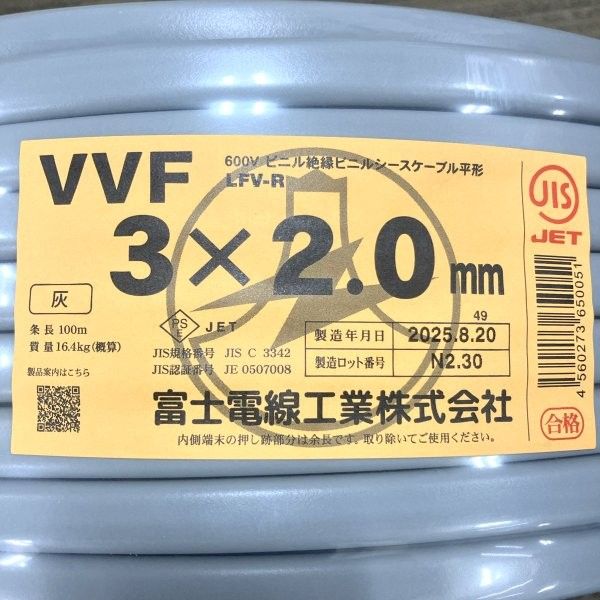 VVF
600V ビニル絶縁ビニルシースケーブル平形
LFV-R
3×2.0mm
JIS
JET
灰
条長 100m
質量 16.4kg(概算)
製品案内はこちら
PS
E
JET
JIS規格番号 JIS C 3342
JIS認証番号 JE 0507008
49
製造年月日 2025.8.20
製造ロット番号 N2.30
富士電線工業株式会社
内側端末の押し跡部分は余長です。取り除いてご使用ください。
4 560273 650051
合格